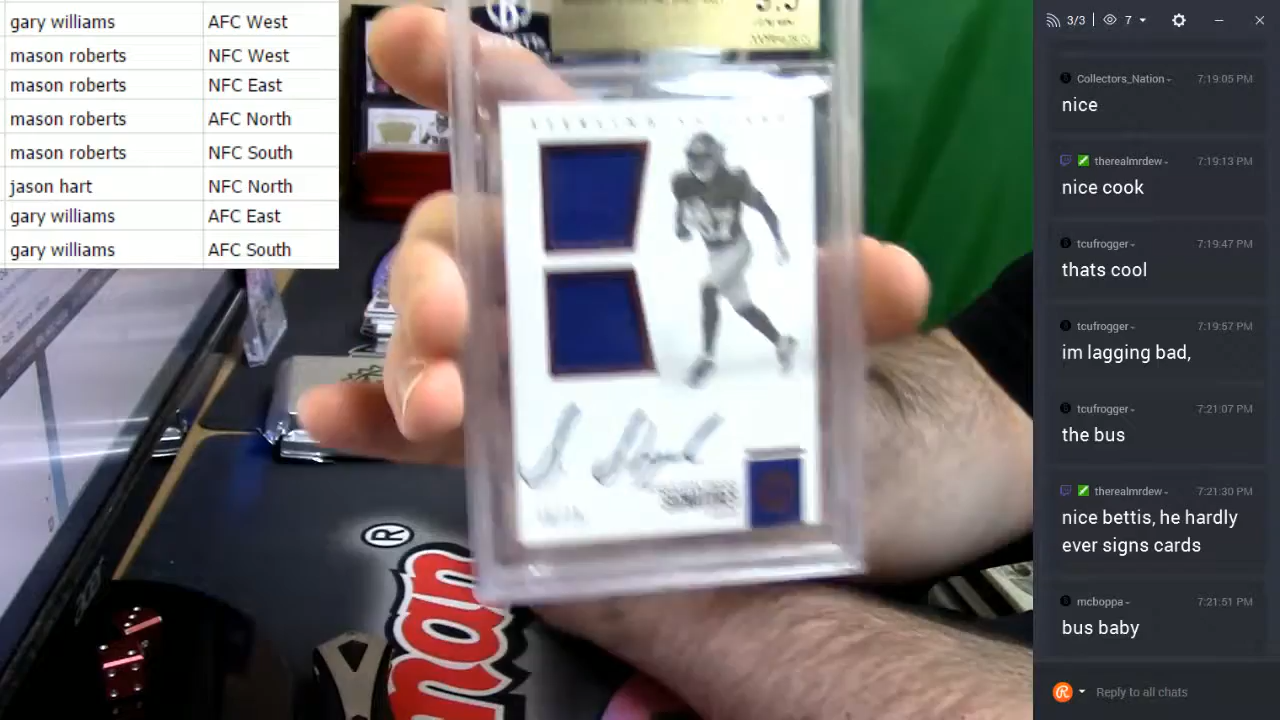 gary williams AFC West
mason roberts NFC West
mason roberts NFC East
mason roberts AFC North
mason roberts NFC South
jason hart NFC North
gary williams AFC East
gary williams AFC South
9.5
®
man
3/3 7
Collectors_Nation 7:19:05 PM
nice
therealmrdew 7:19:13 PM
nice cook
tcufrogger 7:19:47 PM
thats cool
tcufrogger 7:19:57 PM
im lagging bad,
tcufrogger 7:21:07 PM
the bus
therealmrdew 7:21:30 PM
nice bettis, he hardly
ever signs cards
mcboppa 7:21:51 PM
bus baby
Reply to all chats